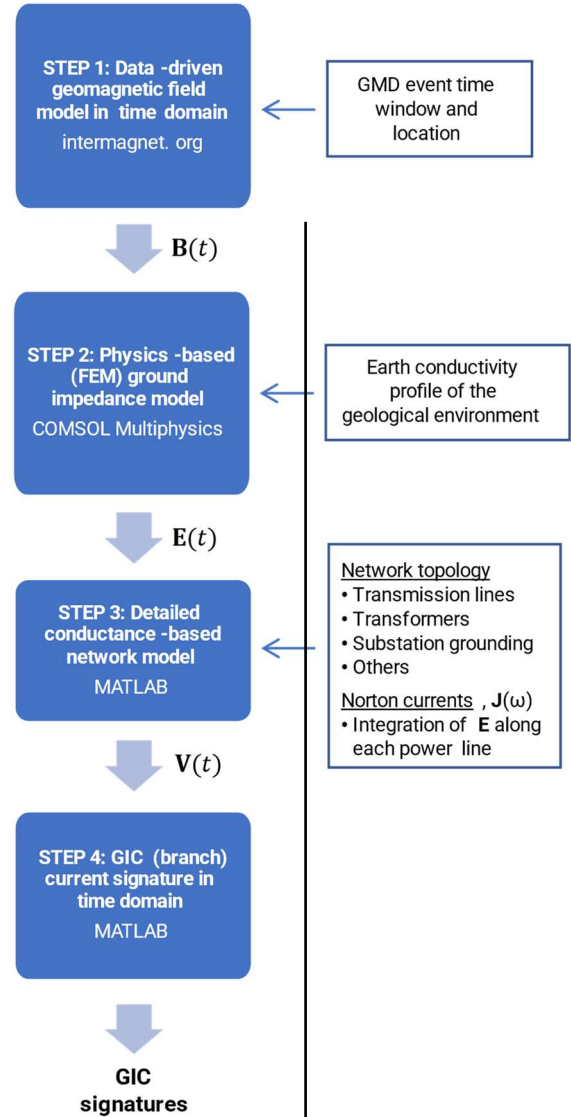 STEP 1: Data -driven
geomagnetic field
model in time domain
intermagnet. org
GMD event time
window and
location
B(t)
STEP 2: Physics -based
(FEM) ground
impedance model
COMSOL Multiphysics
Earth conductivity
profile of the
geological environment
E(t)
STEP 3: Detailed
conductance -based
network model
MATLAB
Network topology
• Transmission lines
• Transformers
• Substation grounding
• Others
Norton currents , J(ω)
• Integration of E along
each power line
V(t)
STEP 4: GIC (branch)
current signature in
time domain
MATLAB
GIC
signatures